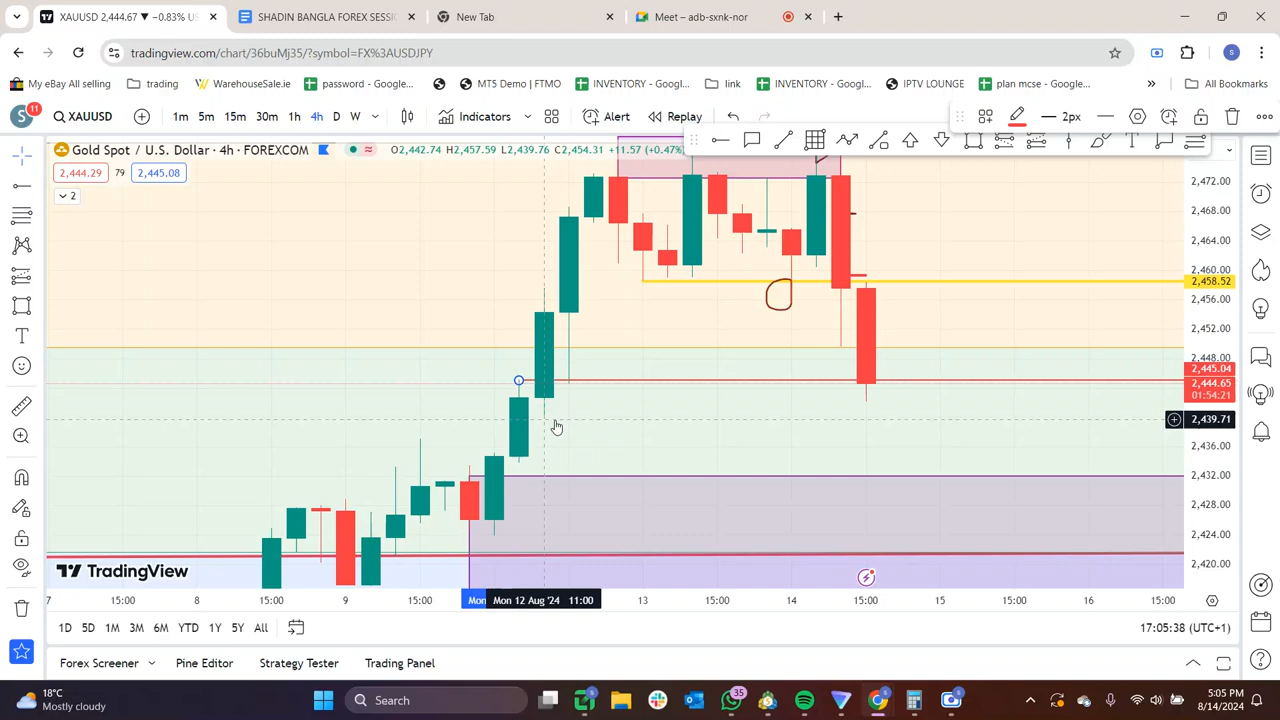 XAUUSD 2,444.67 −0.83% US
SHADIN BANGLA FOREX SESSI
New Tab
Meet – adb-sxnk-nor
tradingview.com/chart/36buMj35/?symbol=FX%3AUSDJPY
S
My eBay All selling
trading
WarehouseSale.ie
password - Google...
MT5 Demo | FTMO
INVENTORY - Google...
link
INVENTORY - Google...
IPTV LOUNGE
plan mcse - Google...
All Bookmarks
S
11
XAUUSD
1m
5m
15m
30m
1h
4h
D
W
Indicators
Alert
Replay
2px
Gold Spot / U.S. Dollar · 4h · FOREXCOM
O2,442.74 H2,457.59 L2,439.76 C2,454.31 +11.57 (+0.47%)
2,444.29
79
2,445.08
2
2,472.00
2,468.00
2,464.00
2,460.00
2,458.52
2,456.00
2,452.00
2,448.00
2,445.04
2,444.65
01:54:21
2,439.71
2,436.00
2,432.00
2,428.00
2,424.00
2,420.00
TradingView
7
15:00
8
15:00
9
15:00
Mon
Mon 12 Aug '24 11:00
13
15:00
14
15:00
15
15:00
16
15:00
1D
5D
1M
3M
6M
YTD
1Y
5Y
All
17:05:38 (UTC+1)
Forex Screener
Pine Editor
Strategy Tester
Trading Panel
18°C
Mostly cloudy
Search
35
5:05 PM
8/14/2024